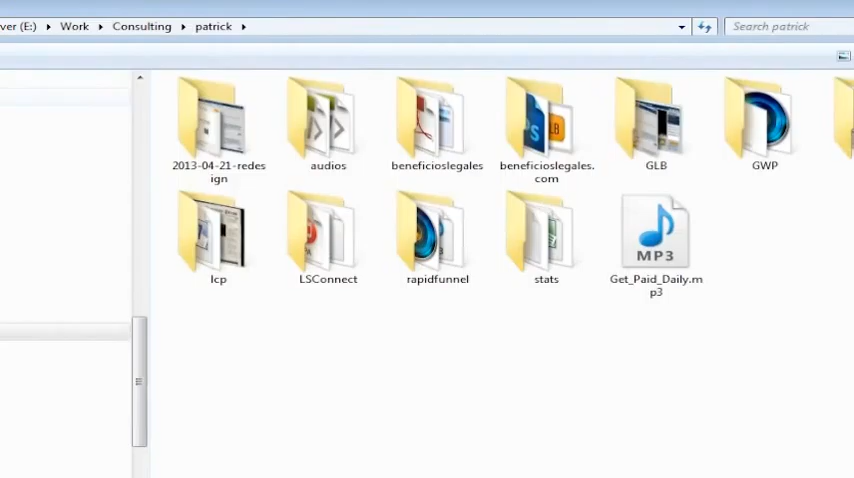 ver (E:) Work Consulting patrick Search patrick
2013-04-21-redes audios beneficioslegales beneficioslegales. GLB GWP
ign com
lcp LSConnect rapidfunnel stats Get_Paid_Daily.m
p3
MP3